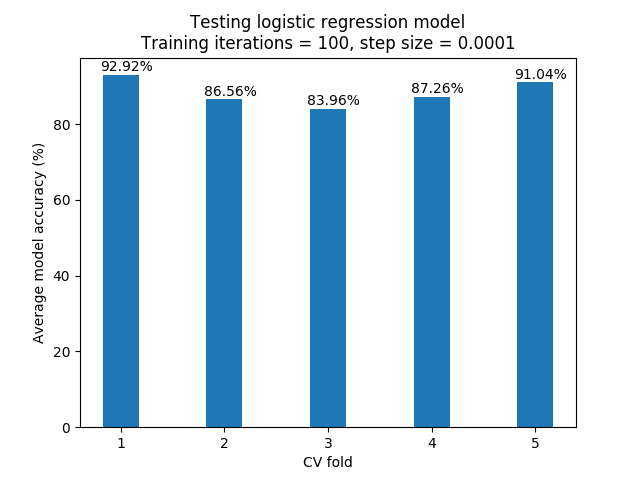 Testing logistic regression model
Training iterations = 100, step size = 0.0001
92.92%
86.56%
83.96%
87.26%
91.04%
Average model accuracy (%)
80
60
40
20
0
1 2 3 4 5
CV fold